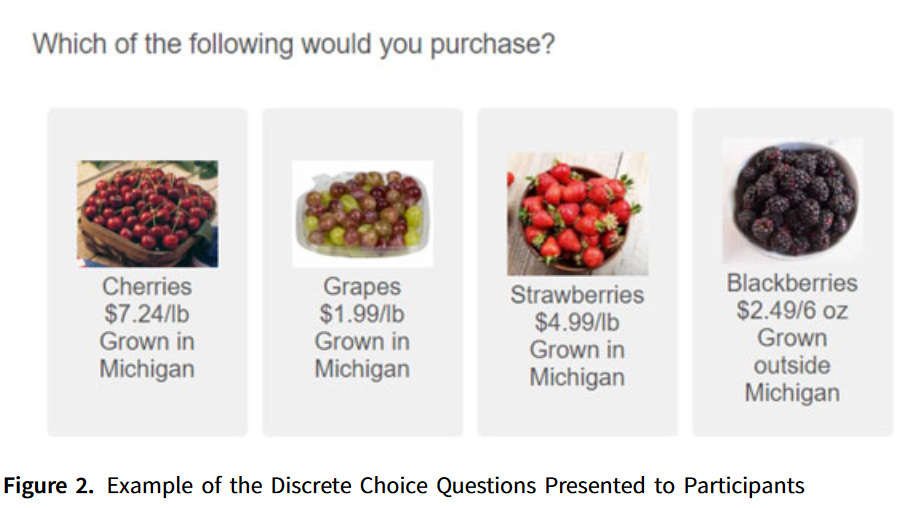 Which of the following would you purchase?
Cherries
$7.24/lb
Grown in
Michigan
Grapes
$1.99/lb
Grown in
Michigan
Strawberries
$4.99/lb
Grown in
Michigan
Blackberries
$2.49/6 oz
Grown
outside
Michigan
Figure 2. Example of the Discrete Choice Questions Presented to Participants